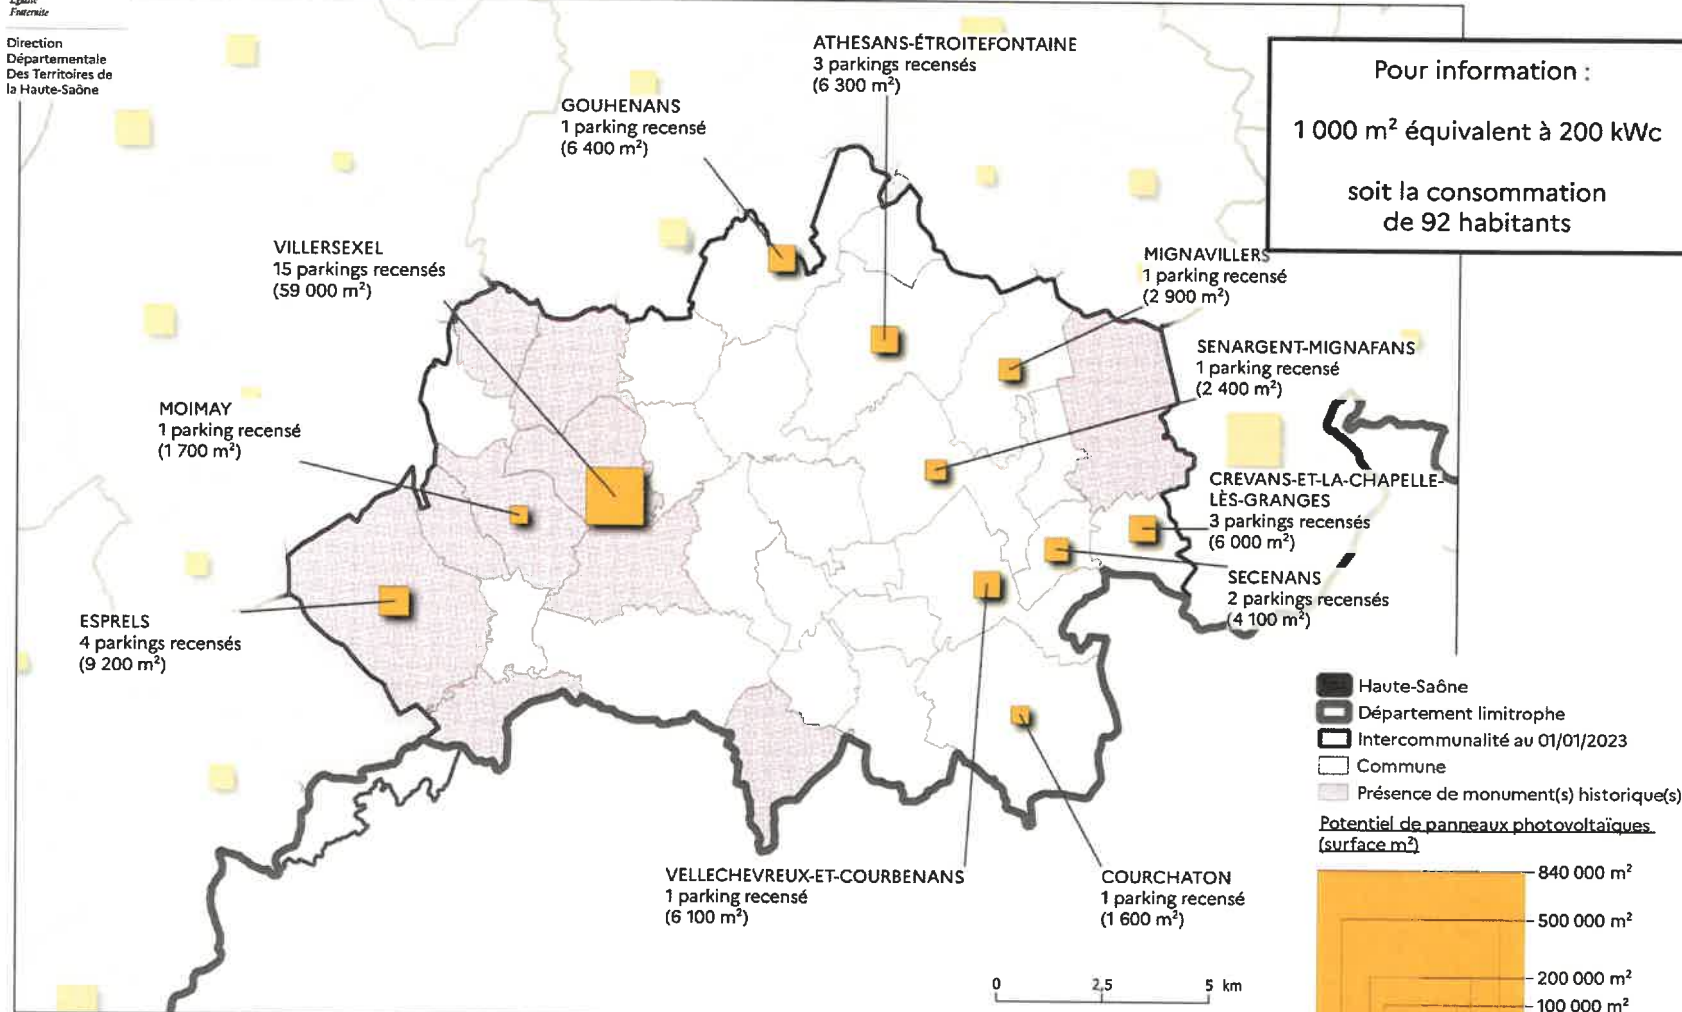 Égalité
Fraternité
Direction
Départementale
Des Territoires de
la Haute-Saône
ATHESANS-ÉTROITEFONTAINE
3 parkings recensés
(6 300 m²)
GOUHENANS
1 parking recensé
(6 400 m²)
Pour information :
1 000 m² équivalent à 200 kWc
soit la consommation
de 92 habitants
VILLERSEXEL
15 parkings recensés
(59 000 m²)
MIGNAVILLERS
1 parking recensé
(2 900 m²)
SENARGENT-MIGNAFANS
1 parking recensé
(2 400 m²)
MOIMAY
1 parking recensé
(1 700 m²)
CREVANS-ET-LA-CHAPELLE-
LÈS-GRANGES
3 parkings recensés
(6 000 m²)
SECENANS
2 parkings recensés
(4 100 m²)
ESPRELS
4 parkings recensés
(9 200 m²)
VELLECHEVREUX-ET-COURBENANS
1 parking recensé
(6 100 m²)
COURCHATON
1 parking recensé
(1 600 m²)
Haute-Saône
Département limitrophe
Intercommunalité au 01/01/2023
Commune
Présence de monument(s) historique(s)
Potentiel de panneaux photovoltaïques
(surface m²)
840 000 m²
500 000 m²
200 000 m²
100 000 m²
0 2,5 5 km